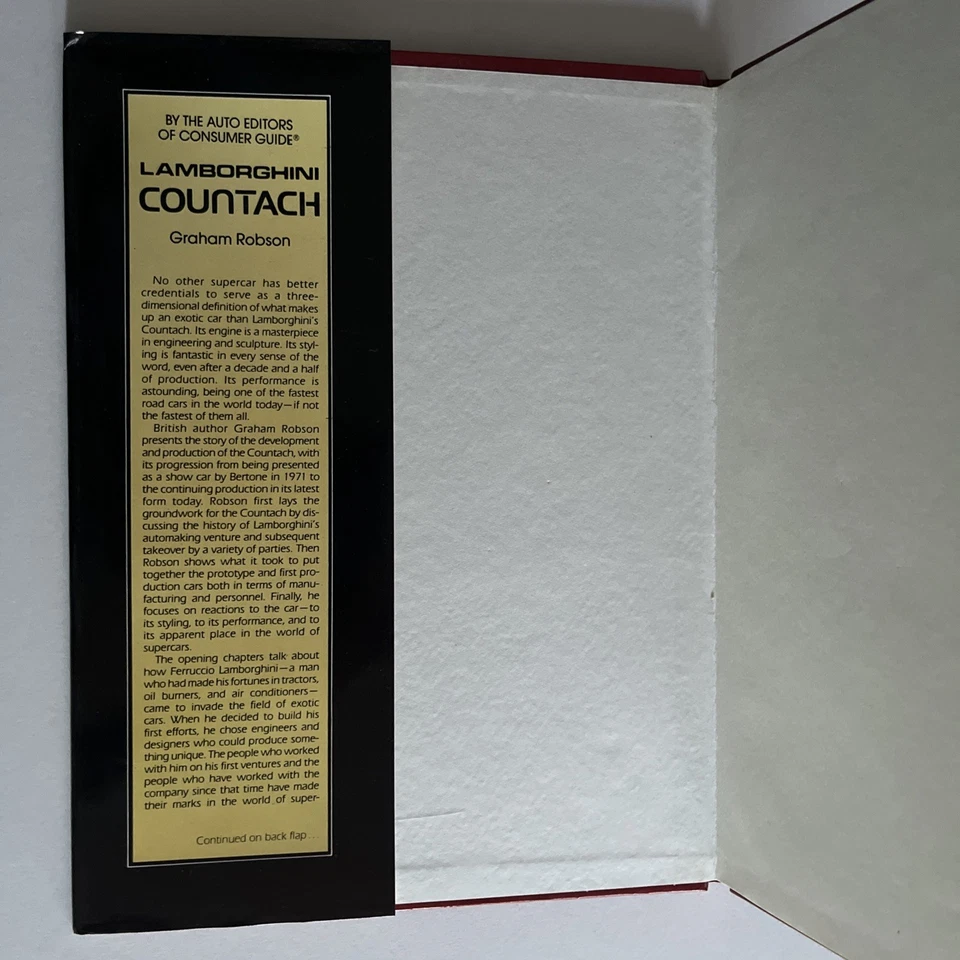 BY THE AUTO EDITORS
OF CONSUMER GUIDE®
LAMBORGHINI
COUNTACH
Graham Robson
No other supercar has better
credentials to serve as a three-
dimensional definition of what makes
up an exotic car than Lamborghini's
Countach. Its engine is a masterpiece
in engineering and sculpture. Its styl-
ing is fantastic in every sense of the
word, even after a decade and a half
of production. Its performance is
astounding, being one of the fastest
road cars in the world today—if not
the fastest of them all.
British author Graham Robson
presents the story of the development
and production of the Countach, with
its progression from being presented
as a show car by Bertone in 1971 to
the continuing production in its latest
form today. Robson first lays the
groundwork for the Countach by dis-
cussing the history of Lamborghini's
automaking venture and subsequent
takeover by a variety of parties. Then
Robson shows what it took to put
together the prototype and first pro-
duction cars both in terms of manu-
facturing and personnel. Finally, he
focuses on reactions to the car—to
its styling, to its performance, and to
its apparent place in the world of
supercars.
The opening chapters talk about
how Ferruccio Lamborghini—a man
who had made his fortunes in tractors,
oil burners, and air conditioners—
came to invade the field of exotic
cars. When he decided to build his
first efforts, he chose engineers and
designers who could produce some-
thing unique. The people who worked
with him on his first ventures and the
people who have worked with the
company since that time have made
their marks in the world of super-
Continued on back flap...